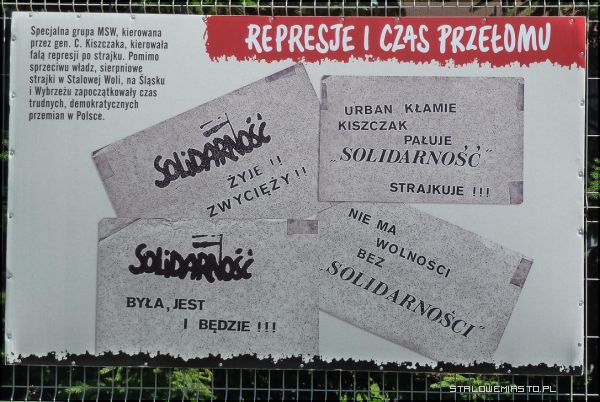 Specjalna grupa MSW, kierowana
przez gen. C. Kiszczaka, kierowała
falą represji po strajku. Pomimo
sprzeciwu władz, sierpniowe
strajki w Stalowej Woli, na Śląsku
i Wybrzeżu zapoczątkowały czas
trudnych, demokratycznych
przemian w Polsce.
REPRESJE I CZAS PRZEŁOMU
SOLIDARNOŚĆ
ŻYJE !!
ZWYCIĘŻY !!
URBAN KŁAMIE
KISZCZAK
PAŁUJE
„SOLIDARNOŚĆ”
STRAJKUJE !!!
SOLIDARNOŚĆ
BYŁA, JEST
I BĘDZIE !!!
NIE MA
WOLNOŚCI
BEZ
„SOLIDARNOŚCI”
STALOWEMIASTO.PL